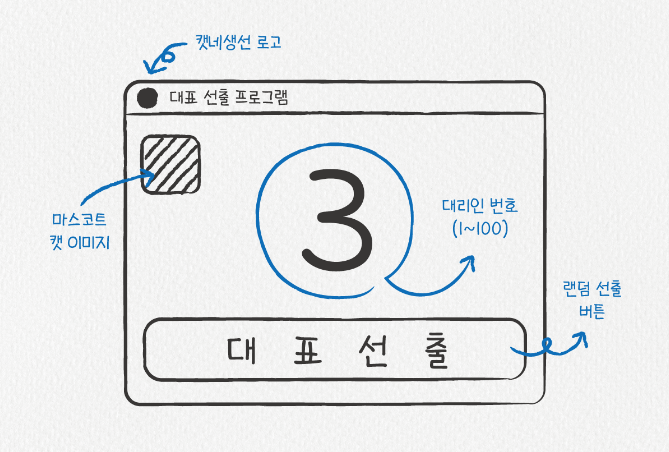 캣네생선 로고
대표 선출 프로그램
3
마스코트
캣 이미지
대리인 번호
(1~100)
랜덤 선출
버튼
대 표 선 출